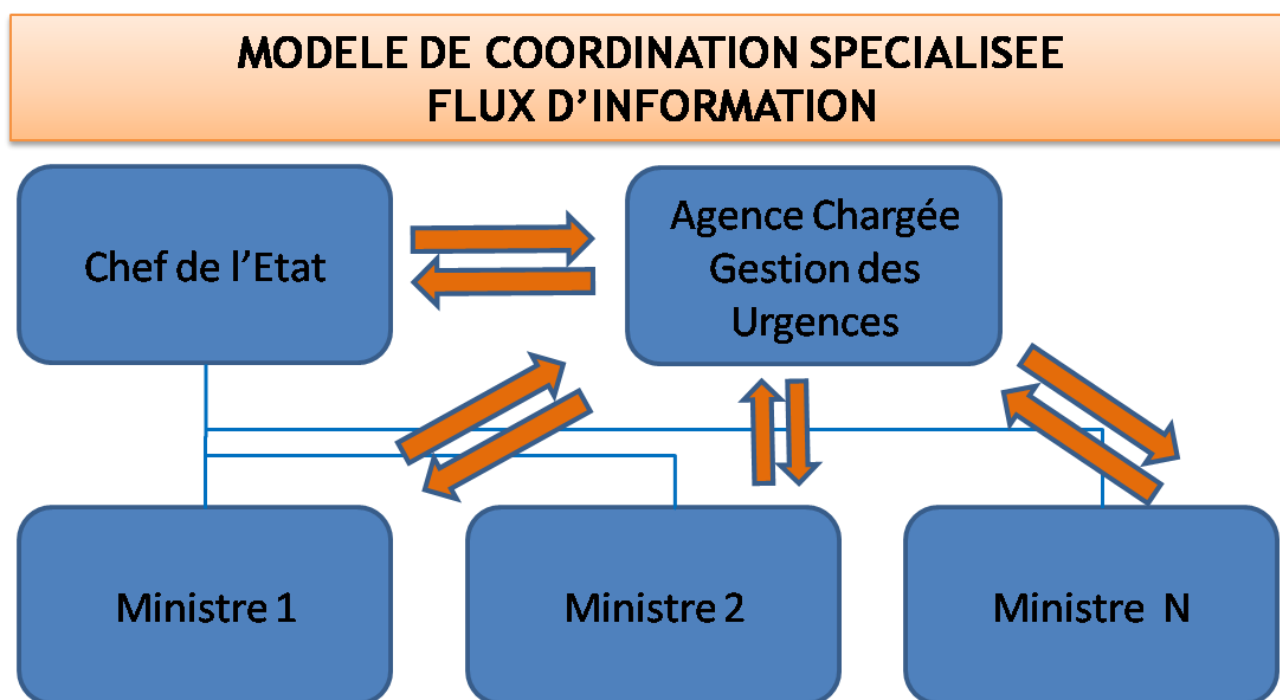 MODELE DE COORDINATION SPECIALISEE
FLUX D’INFORMATION
Chef de l’Etat
Agence Chargée
Gestion des
Urgences
Ministre 1
Ministre 2
Ministre N